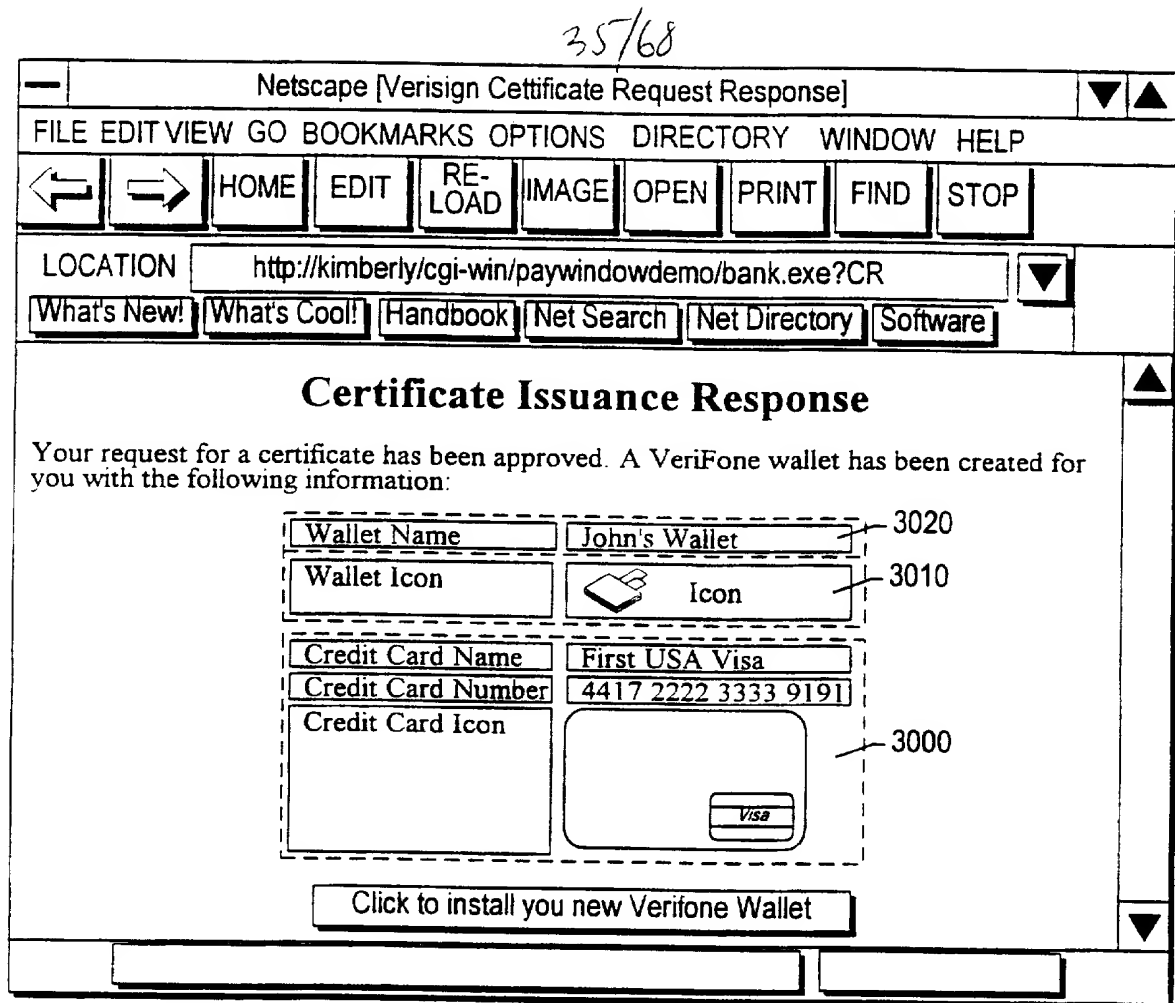 35/68
Netscape [Verisign Cettificate Request Response]
FILE EDIT VIEW GO BOOKMARKS OPTIONS DIRECTORY WINDOW HELP
HOME EDIT RE-LOAD IMAGE OPEN PRINT FIND STOP
LOCATION http://kimberly/cgi-win/paywindowdemo/bank.exe?CR
What's New! What's Cool! Handbook Net Search Net Directory Software
Certificate Issuance Response
Your request for a certificate has been approved. A VeriFone wallet has been created for
you with the following information:
Wallet Name John's Wallet 3020
Wallet Icon Icon 3010
Credit Card Name First USA Visa
Credit Card Number 4417 2222 3333 9191
Credit Card Icon 3000
Visa
Click to install you new Verifone Wallet